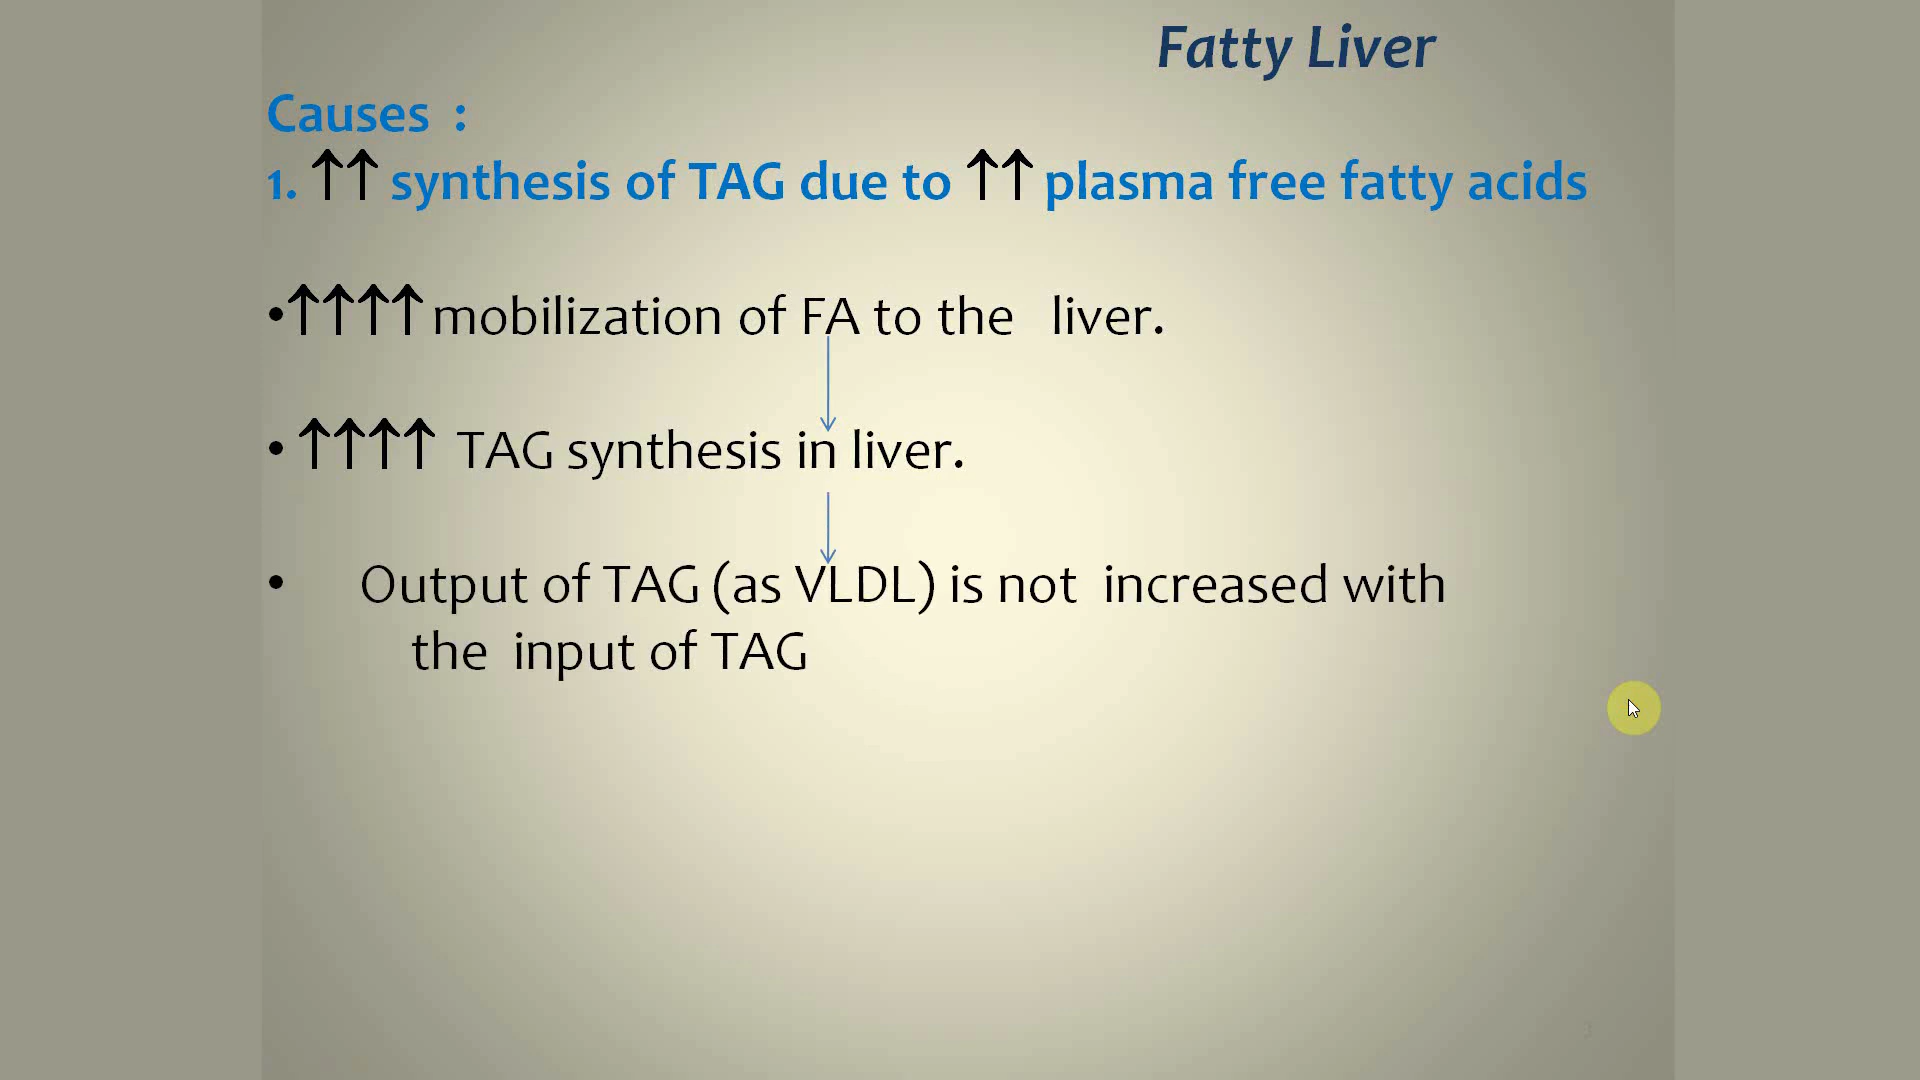 Fatty Liver
Causes :
1. ↑↑ synthesis of TAG due to ↑↑ plasma free fatty acids
•↑↑↑↑ mobilization of FA to the liver.
• ↑↑↑↑ TAG synthesis in liver.
• Output of TAG (as VLDL) is not increased with
the input of TAG
3